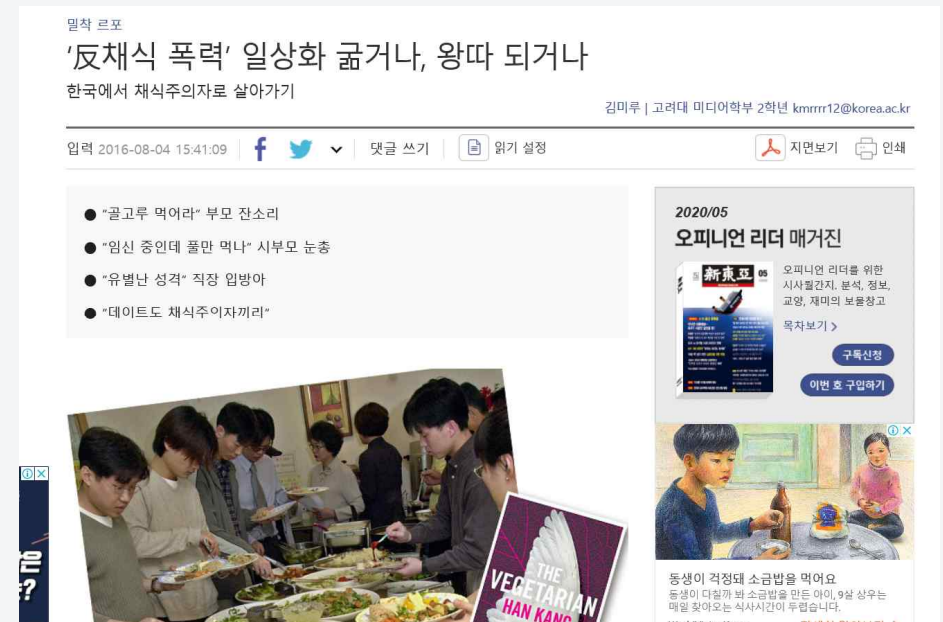 밀착 르포
‘反채식 폭력’ 일상화 굶거나, 왕따 되거나
한국에서 채식주의자로 살아가기
김미루 | 고려대 미디어학부 2학년 kmrrrr12@korea.ac.kr
입력 2016-08-04 15:41:09
댓글 쓰기
읽기 설정
지면보기
인쇄
● “골고루 먹어라” 부모 잔소리
● “임신 중인데 풀만 먹나” 시부모 눈총
● “유별난 성격” 직장 입방아
● “데이트도 채식주의자끼리”
THE
VEGETARIAN
HAN KANG
2020/05
오피니언 리더 매거진
新東亞 05
오피니언 리더를 위한
시사월간지. 분석, 정보,
교양, 재미의 보물창고
목차보기
구독신청
이번 호 구입하기
동생이 걱정돼 소금밥을 먹어요
동생이 다칠까 봐 소금밥을 만든 아이, 9살 상우는
매일 찾아오는 식사시간이 두렵습니다.